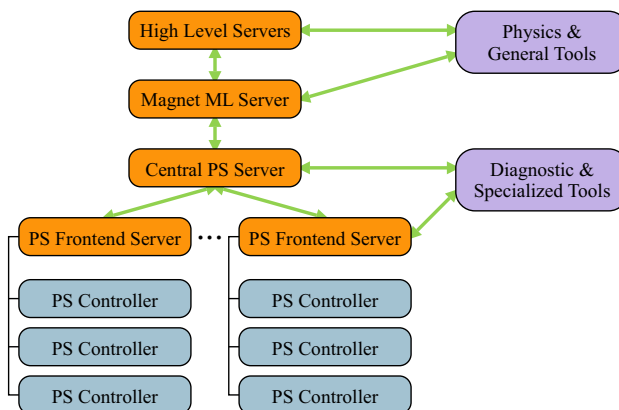 High Level Servers
Physics &
General Tools
Magnet ML Server
Central PS Server
Diagnostic &
Specialized Tools
PS Frontend Server ... PS Frontend Server
PS Controller PS Controller
PS Controller PS Controller
PS Controller PS Controller